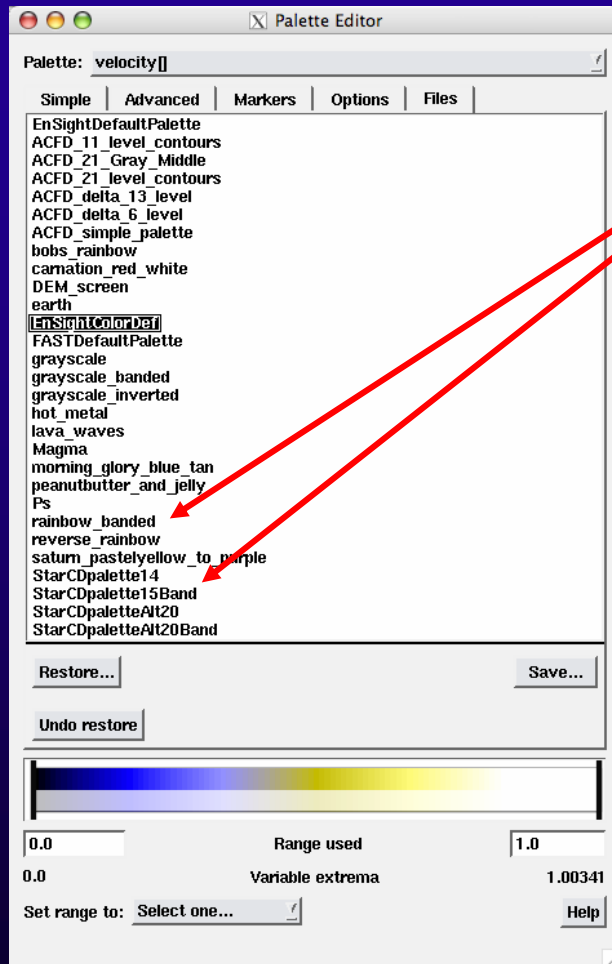 X Palette Editor
Palette: velocity[]
Simple Advanced Markers Options Files
EnSightDefaultPalette
ACFD_11_level_contours
ACFD_21_Gray_Middle
ACFD_21_level_contours
ACFD_delta_13_level
ACFD_delta_6_level
ACFD_simple_palette
bobs_rainbow
carnation_red_white
DEM_screen
earth
EnSightColorDef
FASTDefaultPalette
grayscale
grayscale_banded
grayscale_inverted
hot_metal
lava_waves
Magma
morning_glory_blue_tan
peanutbutter_and_jelly
Ps
rainbow_banded
reverse_rainbow
saturn_pastelyellow_to_purple
StarCDpalette14
StarCDpalette15Band
StarCDpaletteAlt20
StarCDpaletteAlt20Band
Restore... Save...
Undo restore
0.0 Range used 1.0
0.0 Variable extrema 1.00341
Set range to: Select one... Help